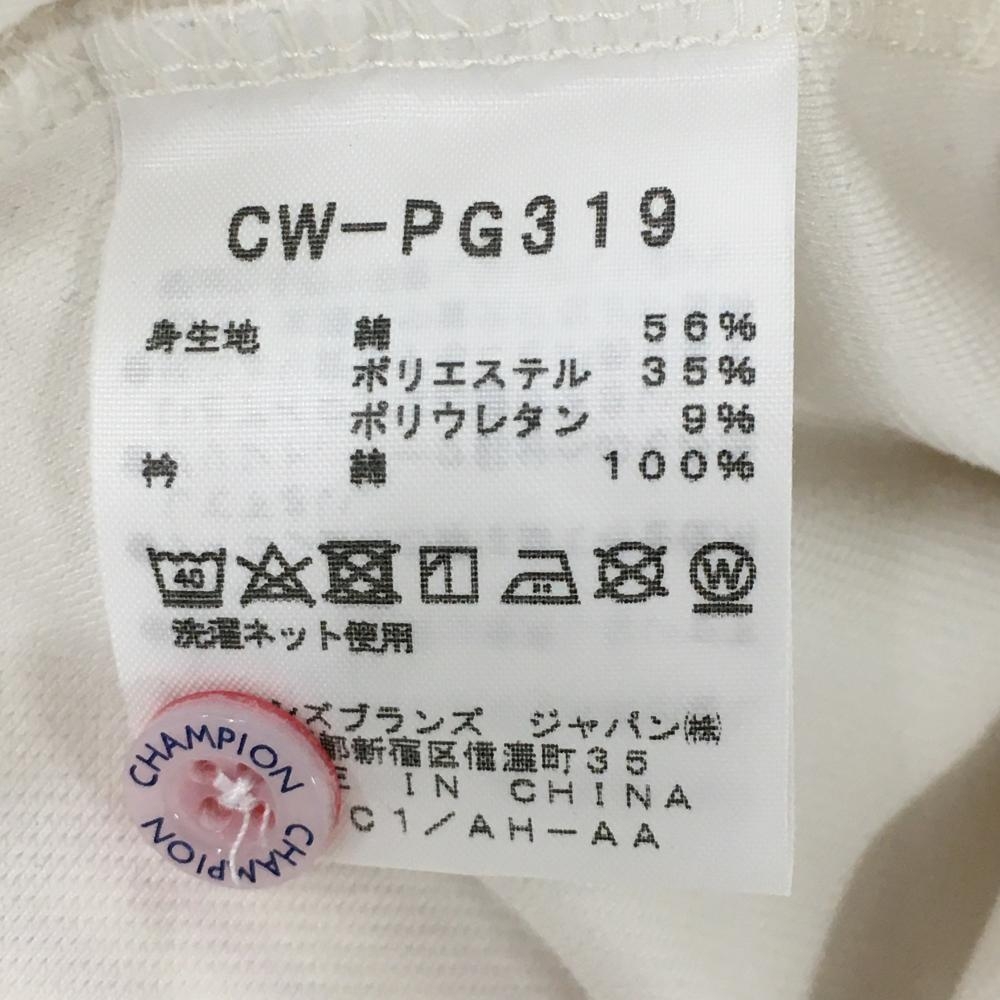 CW-PG319
身生地 綿 56%
ポリエステル 35%
ポリウレタン 9%
衿 綿 100%
40
W
洗濯ネット使用
ンズブランズ ジャパン㈱
都新宿区信濃町35
E IN CHINA
C1/AH-AA
CHAMPION
CHAMPION